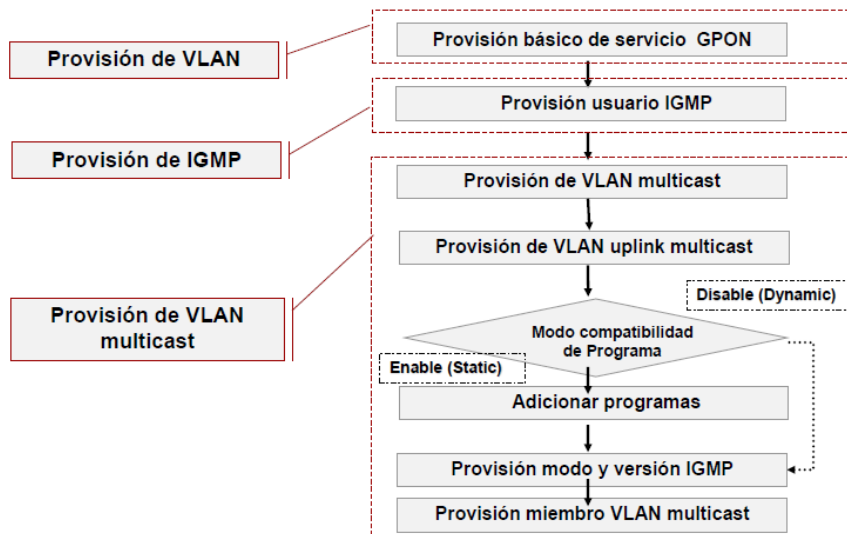 Provisión de VLAN
Provisión básico de servicio GPON
Provisión usuario IGMP
Provisión de IGMP
Provisión de VLAN multicast
Provisión de VLAN uplink multicast
Disable (Dynamic)
Provisión de VLAN
multicast
Modo compatibilidad
de Programa
Enable (Static)
Adicionar programas
Provisión modo y versión IGMP
Provisión miembro VLAN multicast